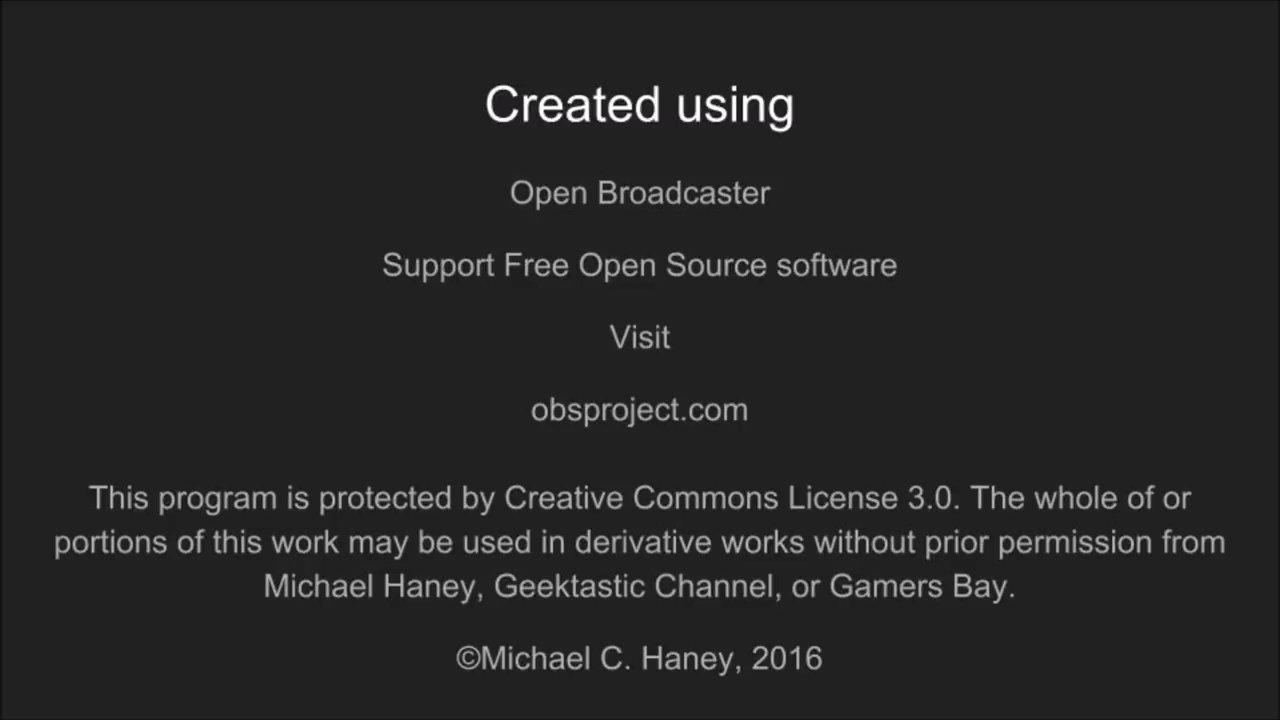 Created using
Open Broadcaster
Support Free Open Source software
Visit
obsproject.com
This program is protected by Creative Commons License 3.0. The whole of or
portions of this work may be used in derivative works without prior permission from
Michael Haney, Geektastic Channel, or Gamers Bay.
©Michael C. Haney, 2016